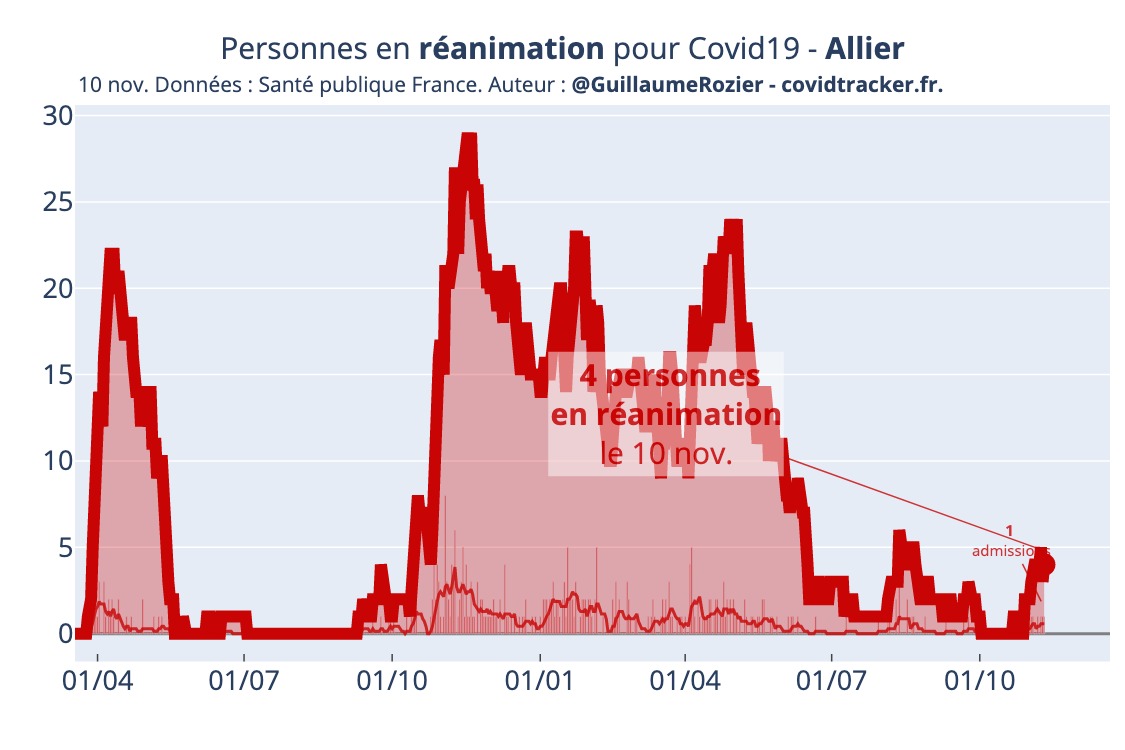 Personnes en réanimation pour Covid19 - Allier
10 nov. Données : Santé publique France. Auteur : @GuillaumeRozier - covidtracker.fr.
30
25
20
15
10
5
0
4 personnes
en réanimation
le 10 nov.
1
admissions
01/04
01/07
01/10
01/01
01/04
01/07
01/10